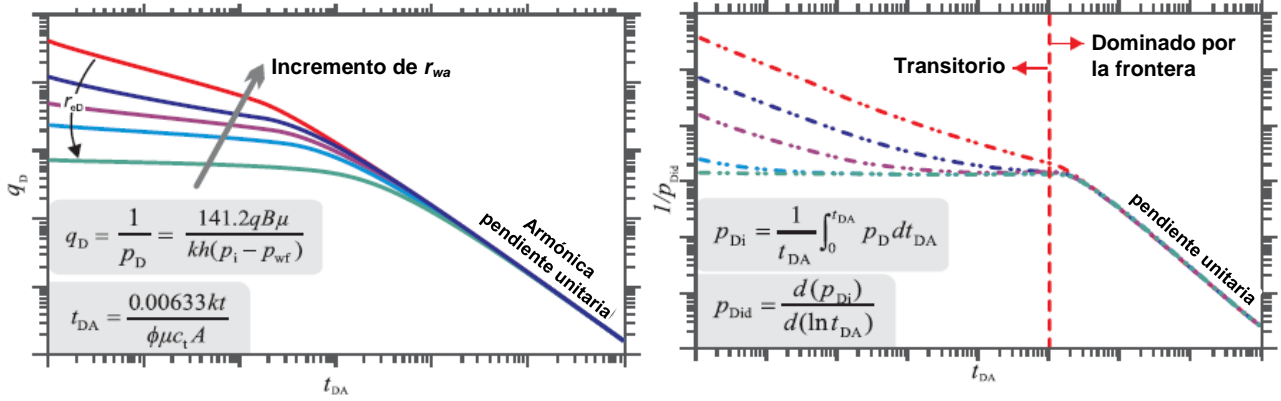 Incremento de r_wa
r_eD
q_D
q_D = 1/p_D = 141.2qBμ / kh(p_i − p_wf)
t_DA = 0.00633kt / ϕμc_t A
Armónica
pendiente unitaria
t_DA
Transitorio
Dominado por
la frontera
1/p_Did
p_Di = 1/t_DA ∫_0^t_DA p_D dt_DA
p_Did = d(p_Di) / d(ln t_DA)
pendiente unitaria
t_DA